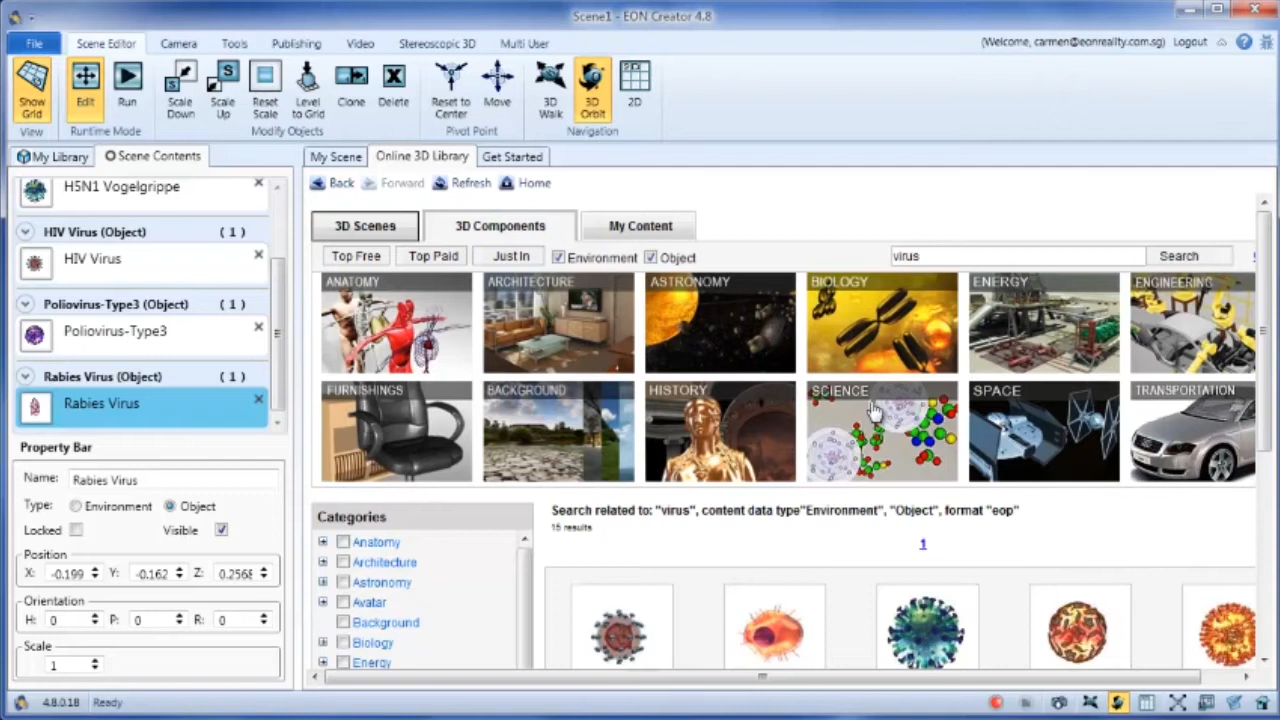 Scene1 - EON Creator 4.8
File Scene Editor Camera Tools Publishing Video Stereoscopic 3D Multi User (Welcome, carmen@eonreality.com.sg) Logout
Show Grid Edit Run Scale Down Scale Up Reset Scale Level to Grid Clone Delete Reset to Center Move 3D Walk 3D Orbit 2D
View Runtime Mode Modify Objects Pivot Point Navigation
My Library Scene Contents My Scene Online 3D Library Get Started
H5N1 Vogelgrippe
HIV Virus (Object) ( 1 )
HIV Virus
Poliovirus-Type3 (Object) ( 1 )
Poliovirus-Type3
Rabies Virus (Object) ( 1 )
Rabies Virus
Property Bar
Name: Rabies Virus
Type: Environment Object
Locked Visible
Position
X: -0.199 Y: -0.162 Z: 0.2568
Orientation
H: 0 P: 0 R: 0
Scale
1
Back Forward Refresh Home
3D Scenes 3D Components My Content
Top Free Top Paid Just In Environment Object virus Search
ANATOMY ARCHITECTURE ASTRONOMY BIOLOGY ENERGY ENGINEERING
FURNISHINGS BACKGROUND HISTORY SCIENCE SPACE TRANSPORTATION
Categories
Anatomy
Architecture
Astronomy
Avatar
Background
Biology
Energy
Search related to: "virus", content data type"Environment", "Object", format "eop"
15 results
1
4.8.0.18 Ready